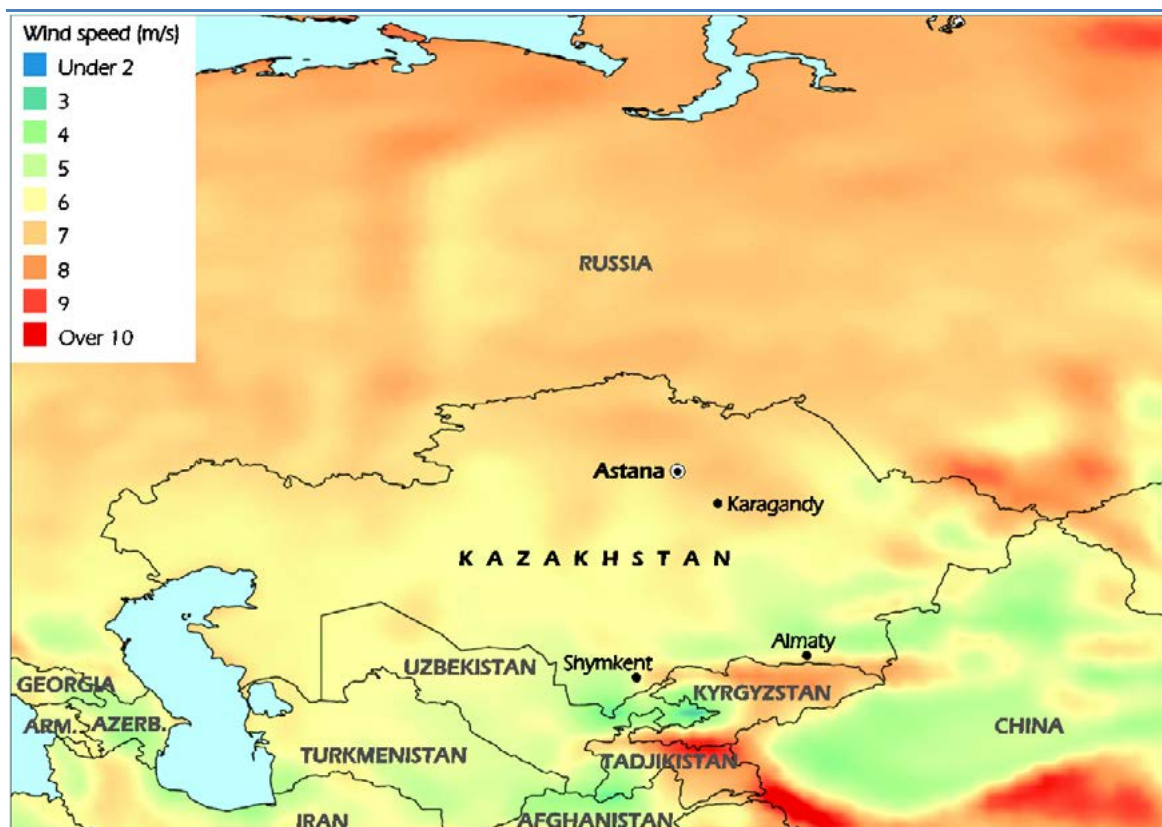 Wind speed (m/s)
Under 2
3
4
5
6
7
8
9
Over 10
RUSSIA
Astana
Karagandy
KAZAKHSTAN
Almaty
Shymkent
UZBEKISTAN
GEORGIA
KYRGYZSTAN
ARM.
AZERB.
CHINA
TURKMENISTAN
TADJIKISTAN
IRAN
AFGHANISTAN